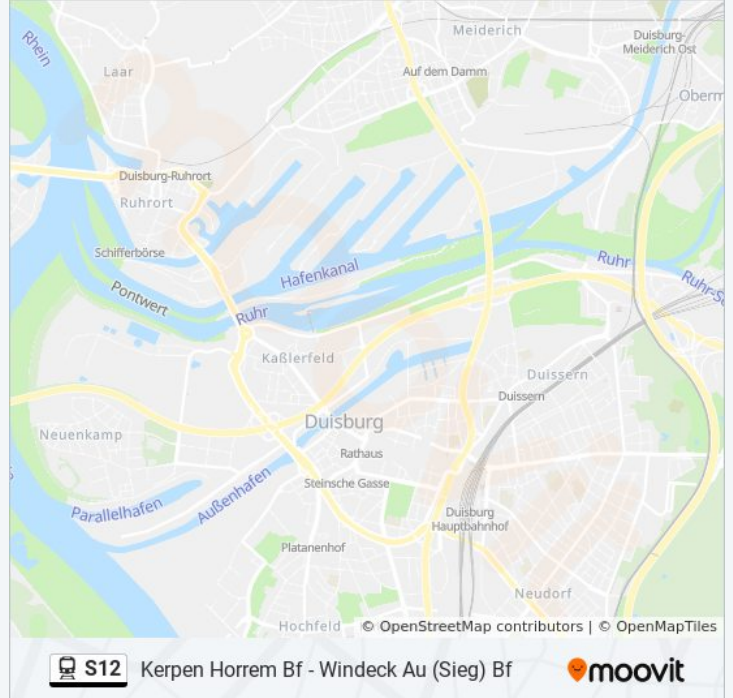 Rhein
Meiderich
Duisburg-
Meiderich Ost
Laar
Auf dem Damm
Oberm
Duisburg-Ruhrort
Ruhrort
Schifferbörse
Hafenkanal
Ruhr
Ruhr-S
Pontwert
Ruhr
Kaßlerfeld
Duissern
Duissern
Duisburg
Neuenkamp
Rathaus
Steinsche Gasse
Außenhafen
Parallelhafen
Duisburg
Hauptbahnhof
Platanenhof
Neudorf
Hochfeld
© OpenStreetMap contributors | © OpenMapTiles
S12 Kerpen Horrem Bf - Windeck Au (Sieg) Bf moovit